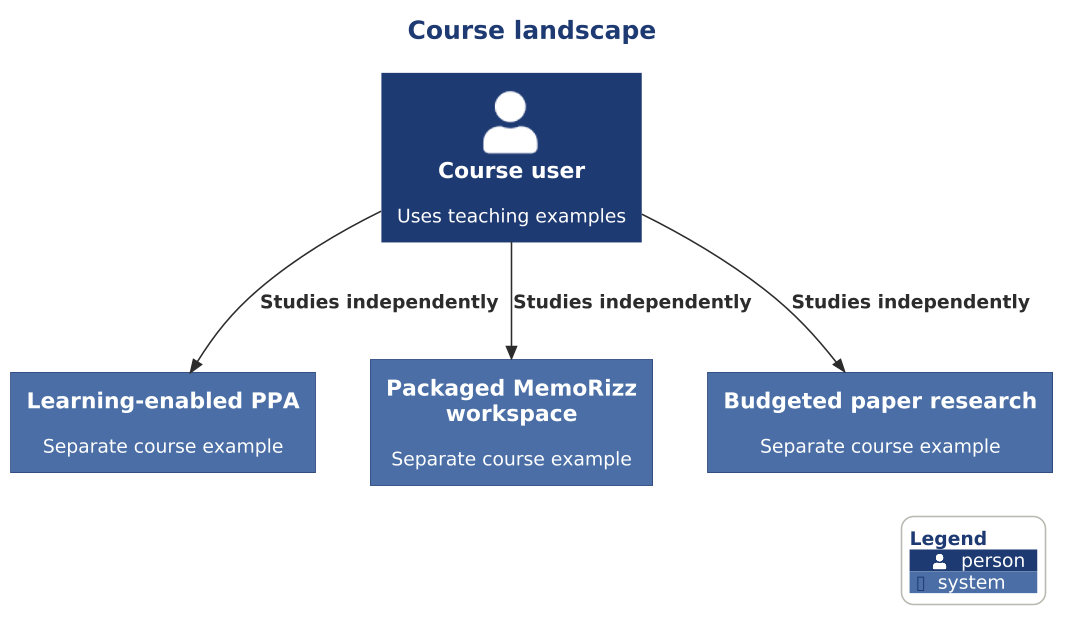 Course landscape
Course user
Uses teaching examples
Studies independently
Studies independently
Studies independently
Learning-enabled PPA
Separate course example
Packaged MemoRizz
workspace
Separate course example
Budgeted paper research
Separate course example
Legend
person
system